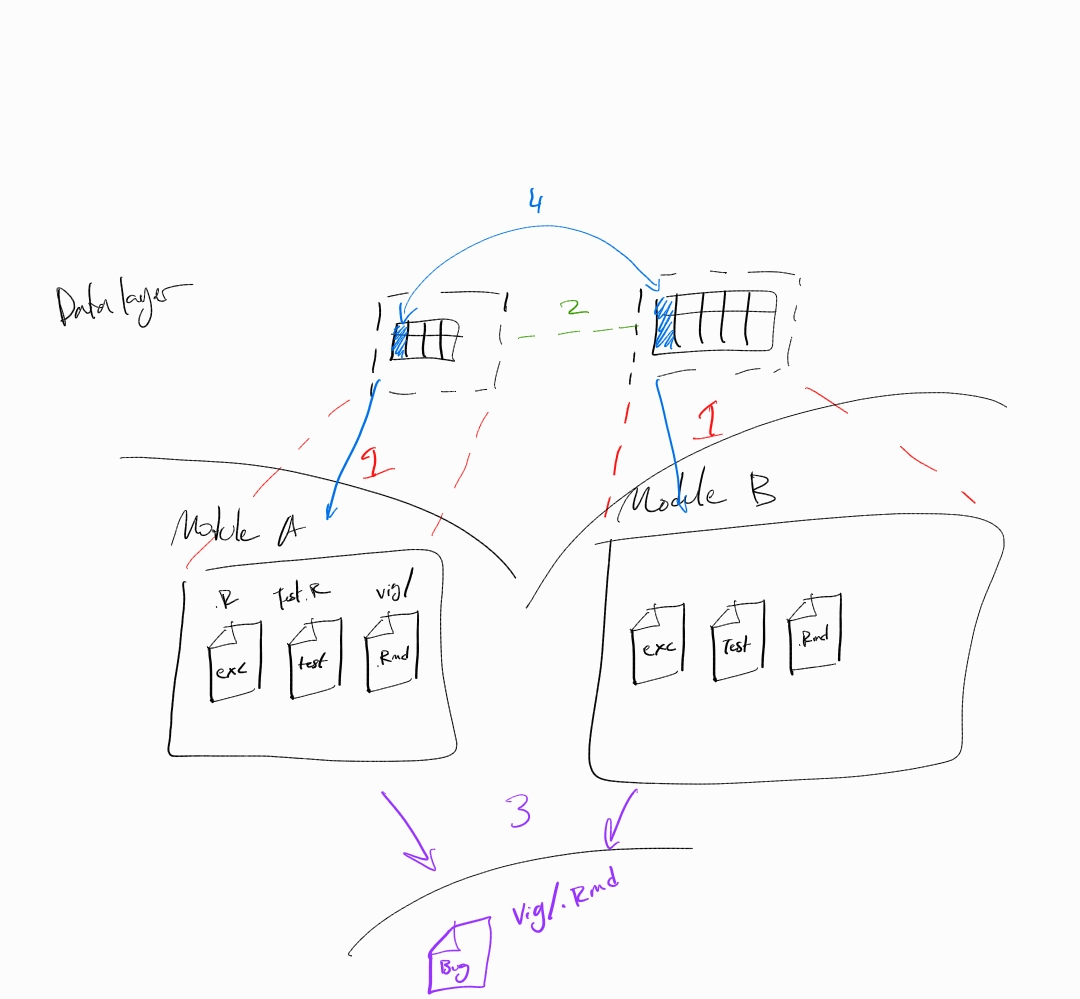 4
Data layer
2
1
1
Module B
Module A
.R test.R vig/
exc test .Rmd
exc Test .Rmd
3
Vig/.Rmd
Bug